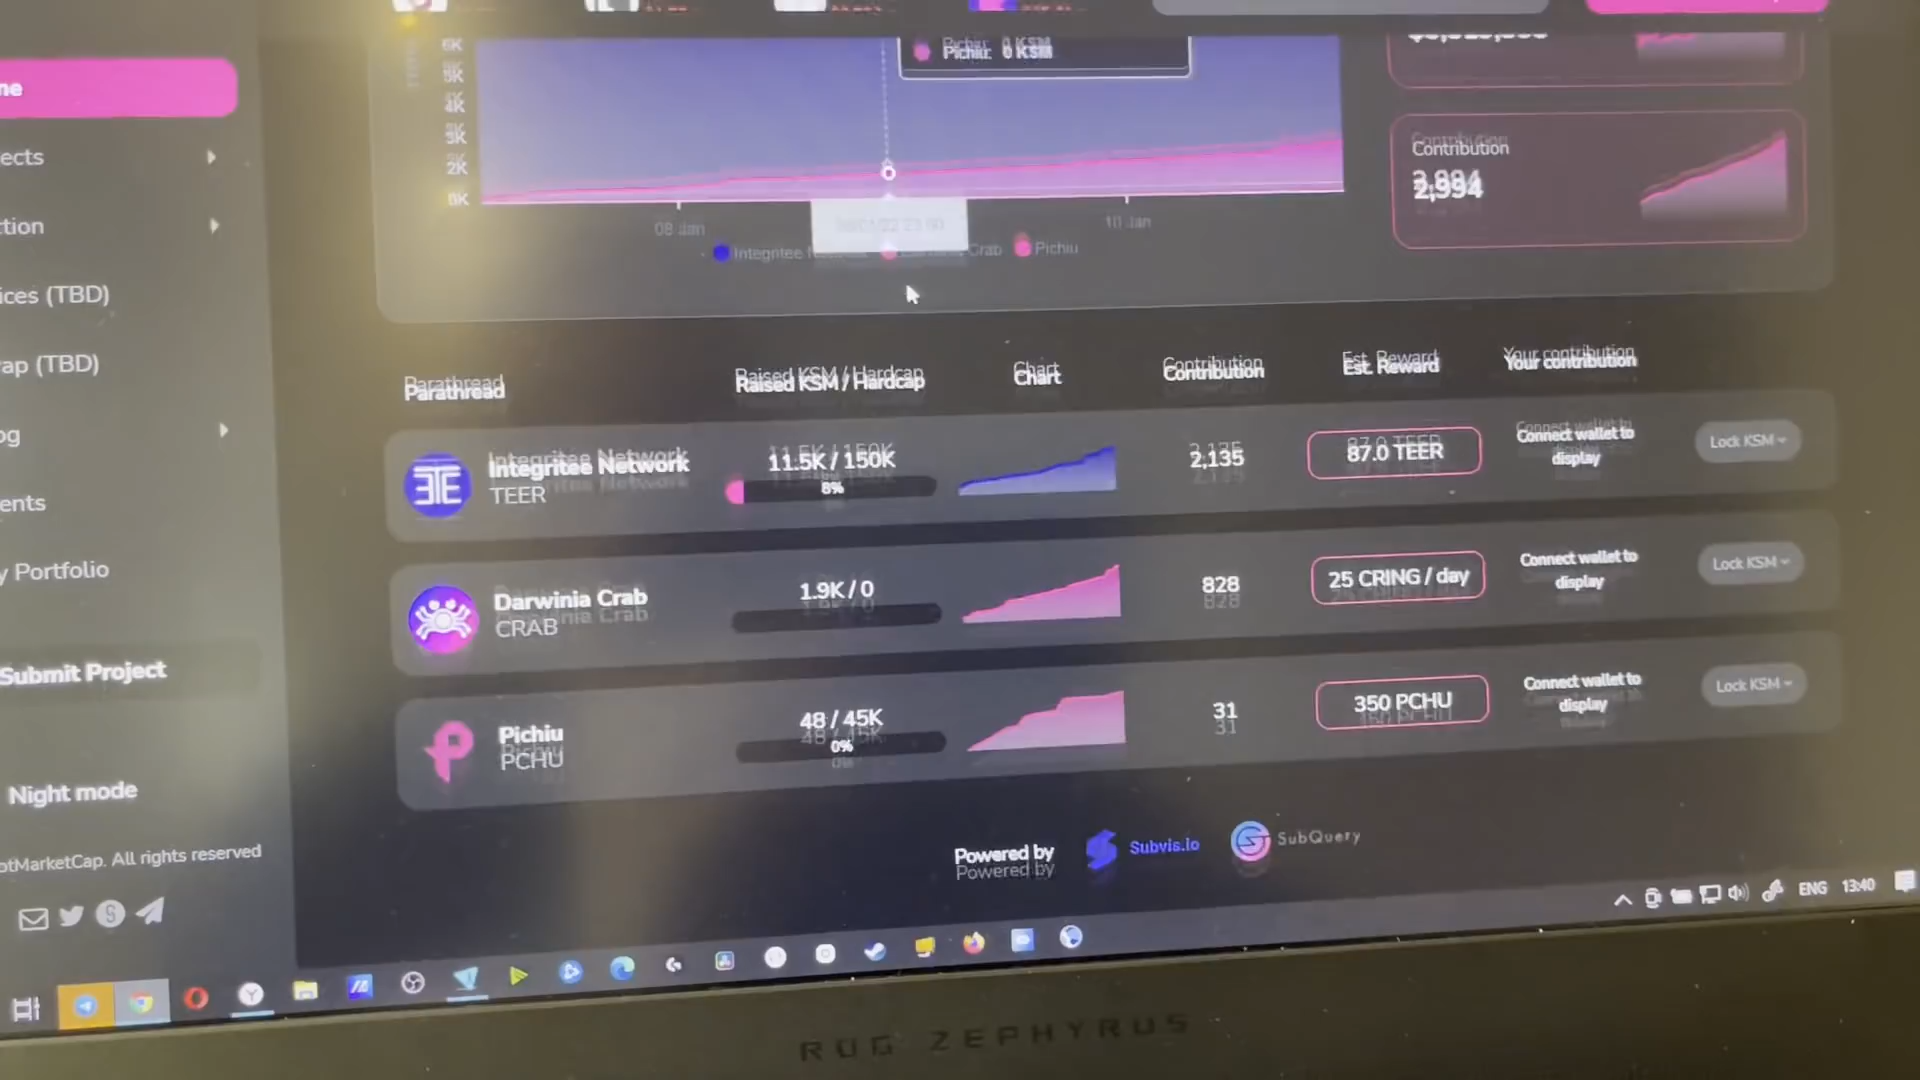 Pichiu: 0 KSM
6K
5K
4K
3K
2K
0K
08 Jan
10 Jan
Integritee
Crab
Pichiu
Contribution
2,994
ne
ects
tion
ices (TBD)
ap (TBD)
og
ents
y Portfolio
Submit Project
Night mode
otMarketCap. All rights reserved
Parathread
Raised KSM / Hardcap
Chart
Contribution
Est. Reward
Your contribution
Integritee Network
TEER
11.5K / 150K
8%
2,135
87.0 TEER
Connect wallet to
display
Lock KSM
Darwinia Crab
CRAB
1.9K / 0
828
25 CRING / day
Connect wallet to
display
Lock KSM
Pichiu
PCHU
48 / 45K
0%
31
350 PCHU
Connect wallet to
display
Lock KSM
Powered by
Subvis.io
SubQuery
ENG
13:40
ROG ZEPHYRUS